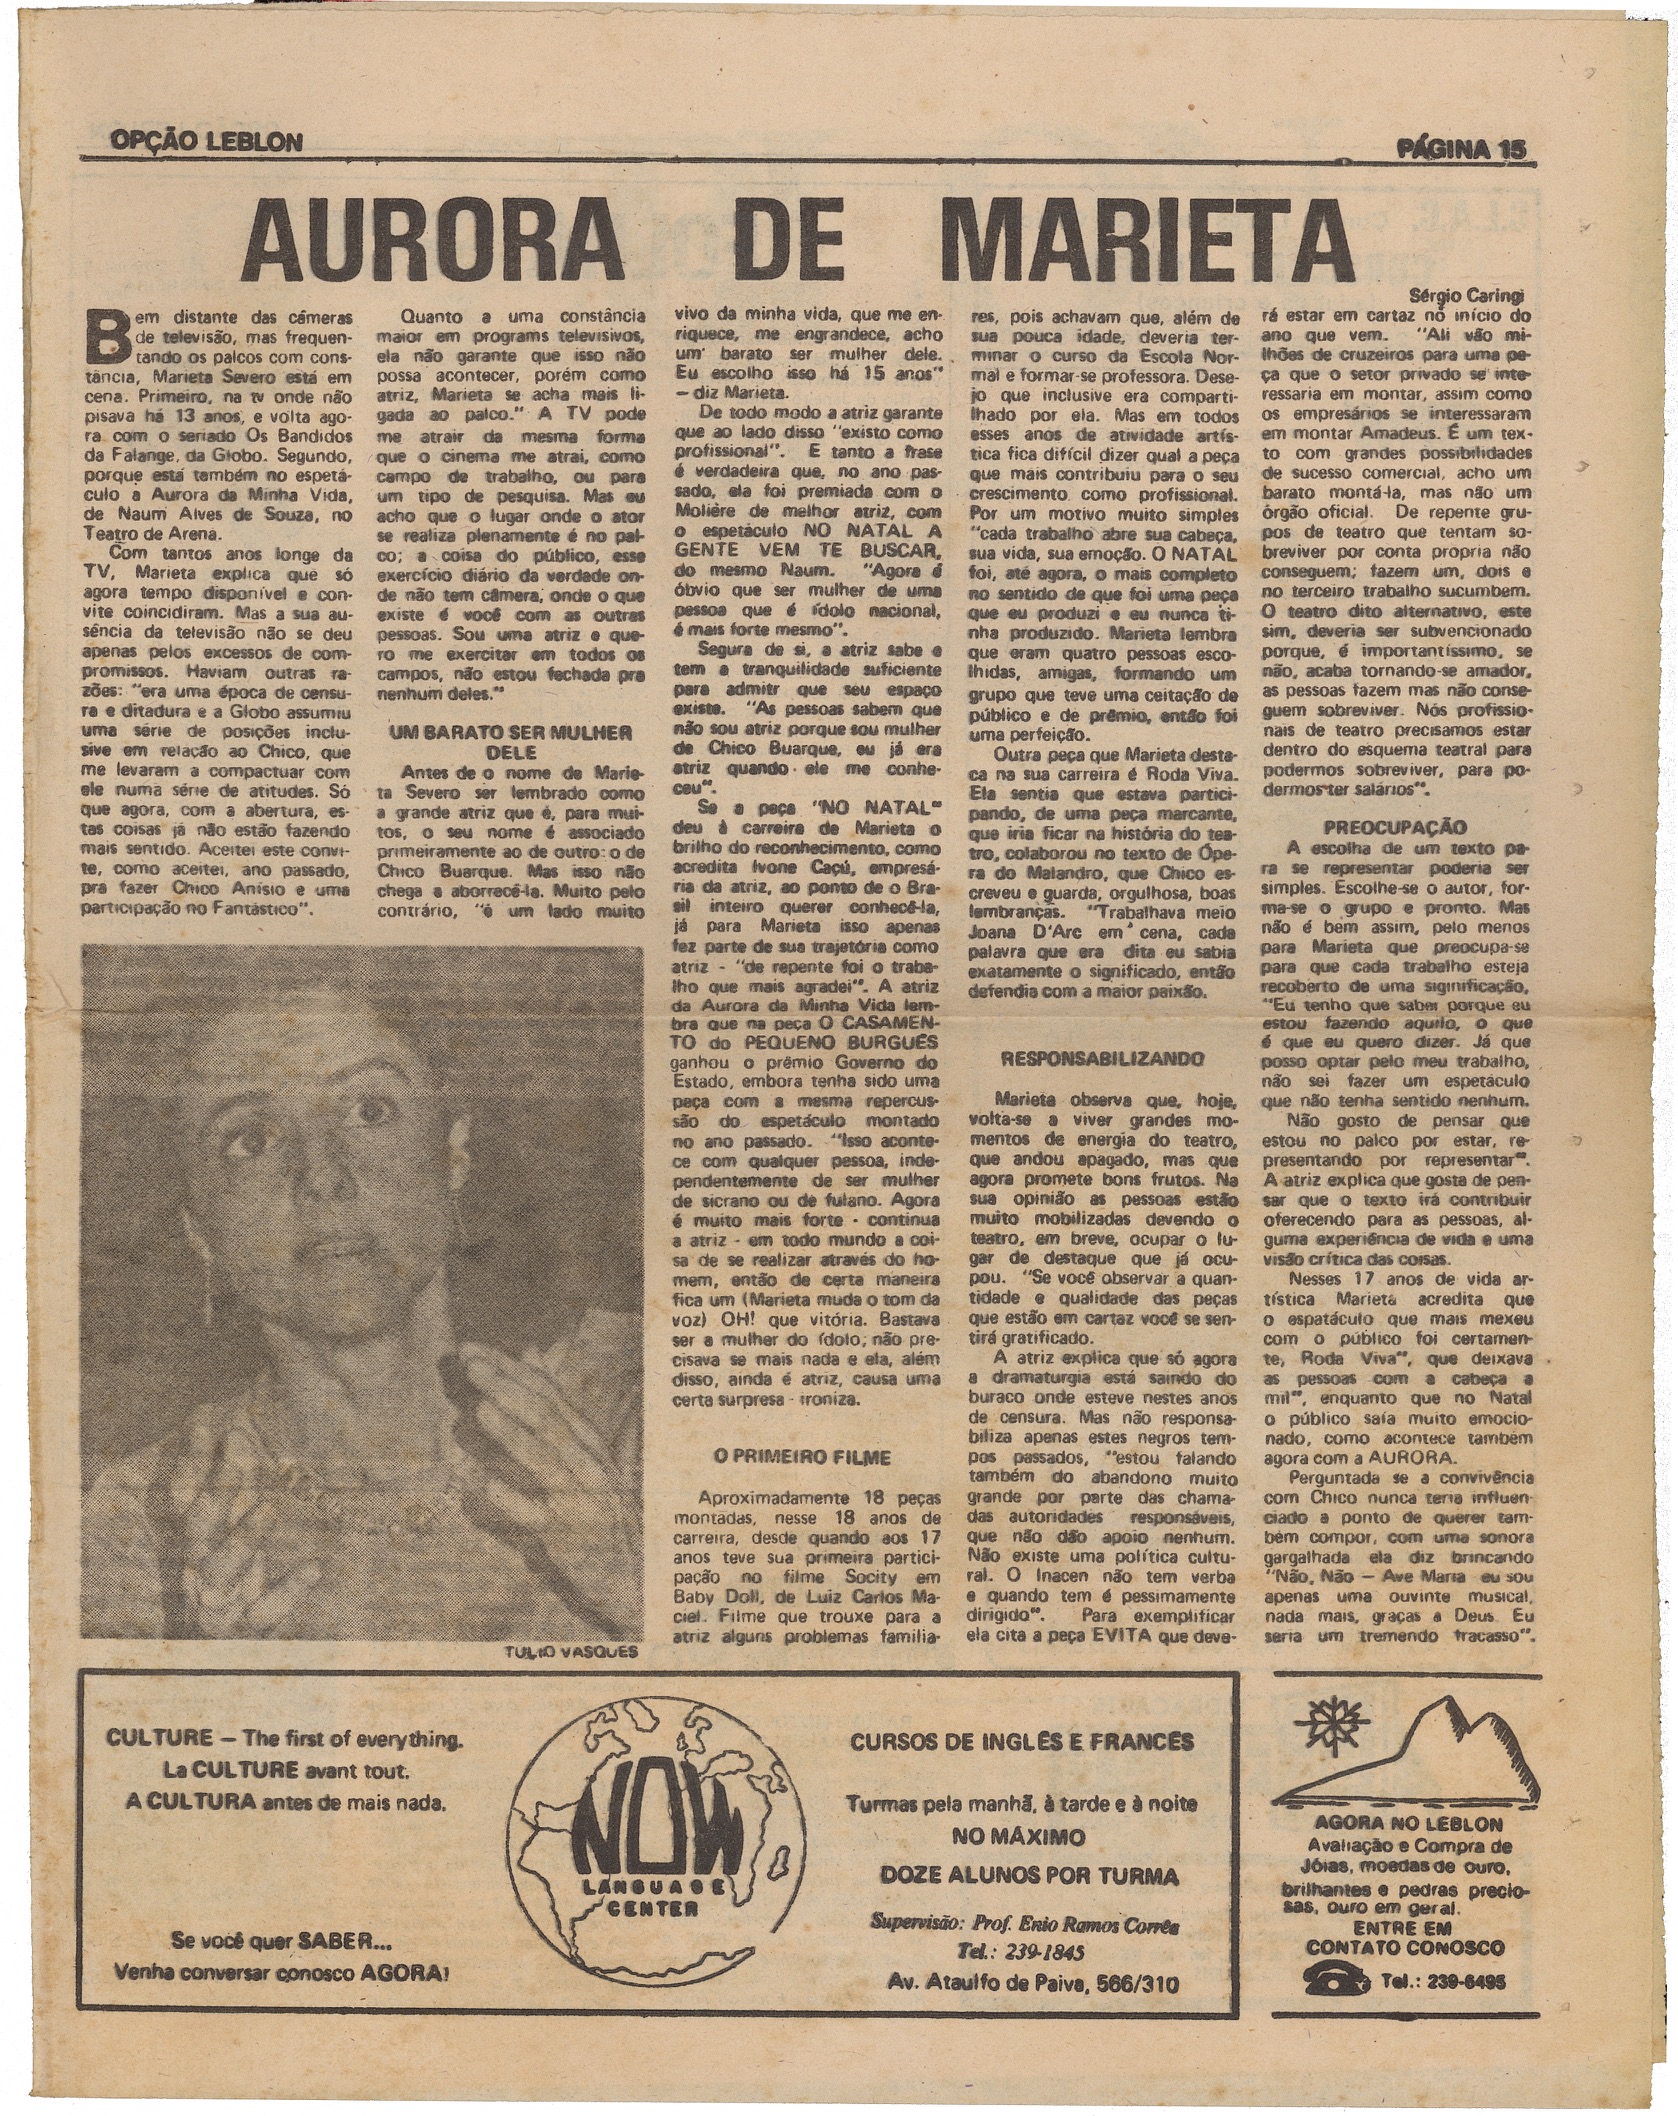 OPÇÃO LEBLON
PÁGINA 15
AURORA DE MARIETA
Sérgio Caringi
Bem distante das câmeras
de televisão, mas frequen-
tando os palcos com cons-
tância, Marieta Severo está em
cena. Primeiro, na tv onde não
pisava há 13 anos, e volta ago-
ra com o seriado Os Bandidos
da Falange, da Globo. Segundo,
porque está também no espetá-
culo a Aurora da Minha Vida,
de Naum Alves de Souza, no
Teatro de Arena.
Com tantos anos longe da
TV, Marieta explica que só
agora tempo disponível e con-
vite coincidiram. Mas a sua au-
sência da televisão não se deu
apenas pelos excessos de com-
promissos. Haviam outras ra-
zões: "era uma época de censu-
ra e ditadura e a Globo assumiu
uma série de posições inclu-
sive em relação ao Chico, que
me levaram a compactuar com
ele numa série de atitudes. Só
que agora, com a abertura, es-
tas coisas já não estão fazendo
mais sentido. Aceitei este convi-
te, como aceitei, ano passado,
pra fazer Chico Anísio e uma
participação no Fantástico".
Quanto a uma constância
maior em programs televisivos,
ela não garante que isso não
possa acontecer, porém como
atriz, Marieta se acha mais li-
gada ao palco." A TV pode
me atrair da mesma forma
que o cinema me atrai, como
campo de trabalho, ou para
um tipo de pesquisa. Mas eu
acho que o lugar onde o ator
se realiza plenamente é no pal-
co; a coisa do público, esse
exercício diário da verdade on-
de não tem câmera, onde o que
existe é você com as outras
pessoas. Sou uma atriz e que-
ro me exercitar em todos os
campos, não estou fechada pra
nenhum deles."
UM BARATO SER MULHER
DELE
Antes de o nome de Marie-
ta Severo ser lembrado como
a grande atriz que é, para mui-
tos, o seu nome é associado
primeiramente ao de outro: o de
Chico Buarque. Mas isso não
chega a aborrecê-la. Muito pelo
contrário, "é um lado muito
vivo da minha vida, que me en-
riquece, me engrandece, acho
um barato ser mulher dele.
Eu escolho isso há 15 anos"
– diz Marieta.
De todo modo a atriz garante
que ao lado disso "existo como
profissional". E tanto a frase
é verdadeira que, no ano pas-
sado, ela foi premiada com o
Molière de melhor atriz, com
o espetáculo NO NATAL A
GENTE VEM TE BUSCAR,
do mesmo Naum. "Agora é
óbvio que ser mulher de uma
pessoa que é ídolo nacional,
é mais forte mesmo".
Segura de si, a atriz sabe e
tem a tranquilidade suficiente
para admitr que seu espaço
existe. "As pessoas sabem que
não sou atriz porque sou mulher
de Chico Buarque, eu já era
atriz quando ele me conhe-
ceu".
Se a peça "NO NATAL"
deu à carreira de Marieta o
brilho do reconhecimento, como
acredita Ivone Caçú, empresá-
ria da atriz, ao ponto de o Bra-
sil inteiro querer conhecê-la,
já para Marieta isso apenas
fez parte de sua trajetória como
atriz - "de repente foi o traba-
lho que mais agradei". A atriz
da Aurora da Minha Vida lem-
bra que na peça O CASAMEN-
TO do PEQUENO BURGUÊS
ganhou o prêmio Governo do
Estado, embora tenha sido uma
peça com a mesma repercus-
são do espetáculo montado
no ano passado. "Isso aconte-
ce com qualquer pessoa, inde-
pendentemente de ser mulher
de sicrano ou de fulano. Agora
é muito mais forte - continua
a atriz - em todo mundo a coi-
sa de se realizar através do ho-
mem, então de certa maneira
fica um (Marieta muda o tom da
voz) OH! que vitória. Bastava
ser a mulher do ídolo; não pre-
cisava se mais nada e ela, além
disso, ainda é atriz, causa uma
certa surpresa - ironiza.
O PRIMEIRO FILME
Aproximadamente 18 peças
montadas, nesse 18 anos de
carreira, desde quando aos 17
anos teve sua primeira partici-
pação no filme Socity em
Baby Doll, de Luiz Carlos Ma-
ciel. Filme que trouxe para a
atriz alguns problemas familia-
res, pois achavam que, além de
sua pouca idade, deveria ter-
minar o curso da Escola Nor-
mal e formar-se professora. Dese-
jo que inclusive era comparti-
lhado por ela. Mas em todos
esses anos de atividade artís-
tica fica difícil dizer qual a peça
que mais contribuiu para o seu
crescimento como profissional.
Por um motivo muito simples
"cada trabalho abre sua cabeça,
sua vida, sua emoção. O NATAL
foi, até agora, o mais completo
no sentido de que foi uma peça
que eu produzi e eu nunca ti-
nha produzido. Marieta lembra
que eram quatro pessoas esco-
lhidas, amigas, formando um
grupo que teve uma ceitação de
público e de prêmio, então foi
uma perfeição.
Outra peça que Marieta desta-
ca na sua carreira é Roda Viva.
Ela sentia que estava partici-
pando, de uma peça marcante,
que iria ficar na história do tea-
tro, colaborou no texto de Ópe-
ra do Malandro, que Chico es-
creveu e guarda, orgulhosa, boas
lembranças. "Trabalhava meio
Joana D'Arc em cena, cada
palavra que era dita eu sabia
exatamente o significado, então
defendia com a maior paixão.
RESPONSABILIZANDO
Marieta observa que, hoje,
volta-se a viver grandes mo-
mentos de energia do teatro,
que andou apagado, mas que
agora promete bons frutos. Na
sua opinião as pessoas estão
muito mobilizadas devendo o
teatro, em breve, ocupar o lu-
gar de destaque que já ocu-
pou. "Se você observar a quan-
tidade e qualidade das peças
que estão em cartaz você se sen-
tirá gratificado.
A atriz explica que só agora
a dramaturgia está saindo do
buraco onde esteve nestes anos
de censura. Mas não responsa-
biliza apenas estes negros tem-
pos passados, "estou falando
também do abandono muito
grande por parte das chama-
das autoridades responsáveis,
que não dão apoio nenhum.
Não existe uma política cultu-
ral. O Inacen não tem verba
e quando tem é pessimamente
dirigido". Para exemplificar
ela cita a peça EVITA que deve-
rá estar em cartaz no início do
ano que vem. "Ali vão mi-
lhões de cruzeiros para uma pe-
ça que o setor privado se inte-
ressaria em montar, assim como
os empresários se interessaram
em montar Amadeus. É um tex-
to com grandes possibilidades
de sucesso comercial, acho um
barato montá-la, mas não um
órgão oficial. De repente gru-
pos de teatro que tentam so-
breviver por conta propria não
conseguem; fazem um, dois e
no terceiro trabalho sucumbem.
O teatro dito alternativo, este
sim, deveria ser subvencionado
porque, é importantíssimo, se
não, acaba tornando-se amador,
as pessoas fazem mas não conse-
guem sobreviver. Nós profissio-
nais de teatro precisamos estar
dentro do esquema teatral para
podermos sobreviver, para po-
dermos ter salários".
PREOCUPAÇÃO
A escolha de um texto pa-
ra se representar poderia ser
simples. Escolhe-se o autor, for-
ma-se o grupo e pronto. Mas
não é bem assim, pelo menos
para Marieta que preocupa-se
para que cada trabalho esteja
recoberto de uma siginificação,
"Eu tenho que saber porque eu
estou fazendo aquilo, o que
é que eu quero dizer. Já que
posso optar pelo meu trabalho,
não sei fazer um espetáculo
que não tenha sentido nenhum.
Não gosto de pensar que
estou no palco por estar, re-
presentando por representar".
A atriz explica que gosta de pen-
sar que o texto irá contribuir
oferecendo para as pessoas, al-
guma experiência de vida e uma
visão crítica das coisas.
Nesses 17 anos de vida ar-
tística Marieta acredita que
o espatáculo que mais mexeu
com o público foi certamen-
te, Roda Viva", que deixava
as pessoas com a cabeça a
mil", enquanto que no Natal
o público saía muito emocio-
nado, como acontece também
agora com a AURORA.
Perguntada se a convivência
com Chico nunca teria influen-
ciado a ponto de querer tam-
bém compor, com uma sonora
gargalhada ela diz brincando
"Não, Não – Ave Maria eu sou
apenas uma ouvinte musical,
nada mais, graças a Deus. Eu
seria um tremendo fracasso".
TULIO VASQUES
CULTURE – The first of everything.
La CULTURE avant tout.
A CULTURA antes de mais nada.
Se você quer SABER...
Venha conversar conosco AGORA!
NOW
LANGUAGE
CENTER
CURSOS DE INGLÊS E FRANCÊS
Turmas pela manhã, à tarde e à noite
NO MÁXIMO
DOZE ALUNOS POR TURMA
Supervisão: Prof. Enio Ramos Corrêa
Tel.: 239-1845
Av. Ataulfo de Paiva, 566/310
AGORA NO LEBLON
Avaliação e Compra de
Jóias, moedas de ouro,
brilhantes e pedras precio-
sas, ouro em geral.
ENTRE EM
CONTATO CONOSCO
Tel.: 239-6495